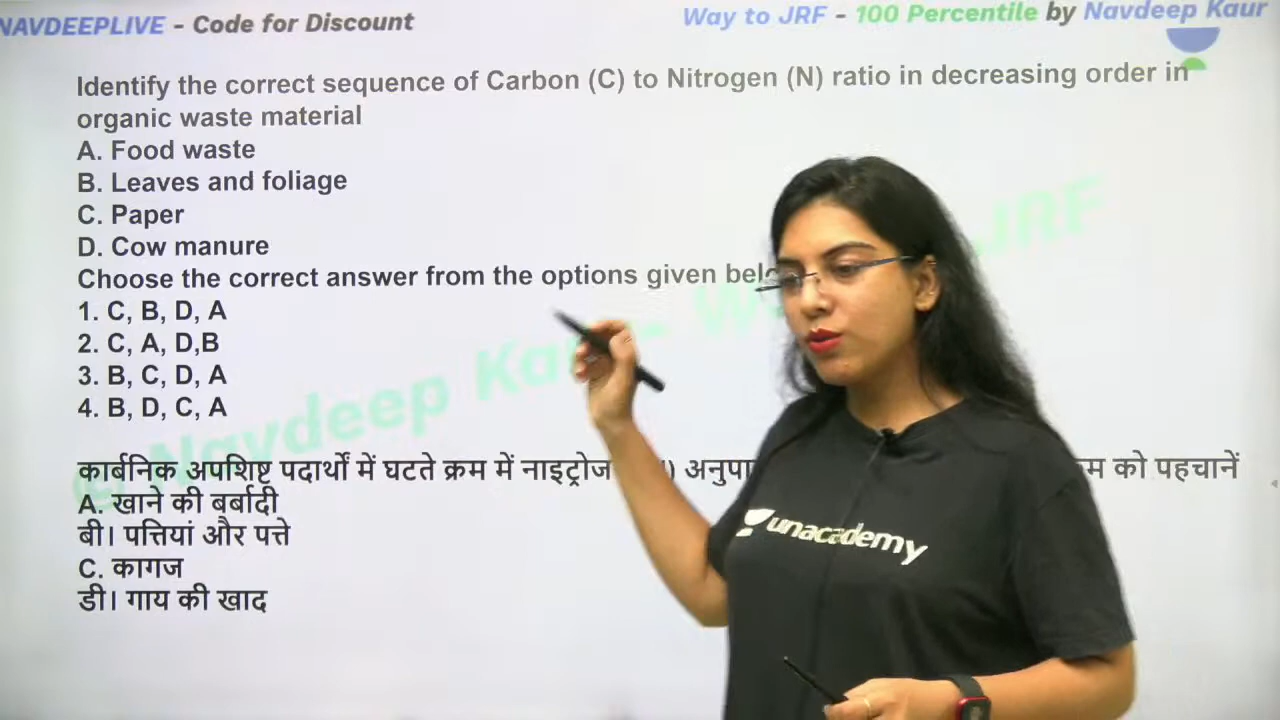 NAVDEEPLIVE - Code for Discount
Way to JRF - 100 Percentile by Navdeep Kaur
Identify the correct sequence of Carbon (C) to Nitrogen (N) ratio in decreasing order in
organic waste material
A. Food waste
B. Leaves and foliage
C. Paper
D. Cow manure
Choose the correct answer from the options given
1. C, B, D, A
2. C, A, D,B
3. B, C, D, A
4. B, D, C, A
© Navdeep JRF
कार्बनिक अपशिष्ट पदार्थों में घटते क्रम में को पहचानें
A. खाने की बर्बादी
बी। पत्तियां और पत्ते
C. कागज
डी। गाय की खाद
unacademy